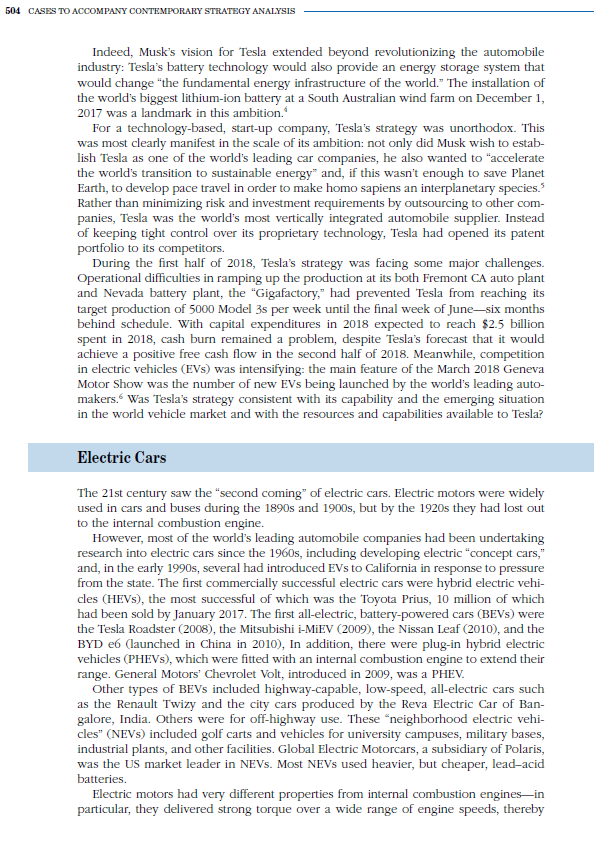 504 CASES TO ACCOMPANY CONTEMPORARY STRATEGY ANALYSIS
Indeed, Musk's vision for Tesla extended beyond revolutionizing the automobile
industry: Tesla's battery technology would also provide an energy storage system that
would change “the fundamental energy infrastructure of the world.” The installation of
the world's biggest lithium-ion battery at a South Australian wind farm on December 1,
2017 was a landmark in this ambition.4
For a technology-based, start-up company, Tesla's strategy was unorthodox. This
was most clearly manifest in the scale of its ambition: not only did Musk wish to estab-
lish Tesla as one of the world's leading car companies, he also wanted to “accelerate
the world's transition to sustainable energy” and, if this wasn't enough to save Planet
Earth, to develop pace travel in order to make homo sapiens an interplanetary species.5
Rather than minimizing risk and investment requirements by outsourcing to other com-
panies, Tesla was the world's most vertically integrated automobile supplier. Instead
of keeping tight control over its proprietary technology, Tesla had opened its patent
portfolio to its competitors.
During the first half of 2018, Tesla's strategy was facing some major challenges.
Operational difficulties in ramping up the production at its both Fremont CA auto plant
and Nevada battery plant, the “Gigafactory,” had prevented Tesla from reaching its
target production of 5000 Model 3s per week until the final week of June—six months
behind schedule. With capital expenditures in 2018 expected to reach $2.5 billion
spent in 2018, cash burn remained a problem, despite Tesla's forecast that it would
achieve a positive free cash flow in the second half of 2018. Meanwhile, competition
in electric vehicles (EVs) was intensifying: the main feature of the March 2018 Geneva
Motor Show was the number of new EVs being launched by the world's leading auto-
makers.6 Was Tesla's strategy consistent with its capability and the emerging situation
in the world vehicle market and with the resources and capabilities available to Tesla?
Electric Cars
The 21st century saw the “second coming” of electric cars. Electric motors were widely
used in cars and buses during the 1890s and 1900s, but by the 1920s they had lost out
to the internal combustion engine.
However, most of the world's leading automobile companies had been undertaking
research into electric cars since the 1960s, including developing electric “concept cars,”
and, in the early 1990s, several had introduced EVs to California in response to pressure
from the state. The first commercially successful electric cars were hybrid electric vehi-
cles (HEVs), the most successful of which was the Toyota Prius, 10 million of which
had been sold by January 2017. The first all-electric, battery-powered cars (BEVs) were
the Tesla Roadster (2008), the Mitsubishi i-MiEV (2009), the Nissan Leaf (2010), and the
BYD e6 (launched in China in 2010), In addition, there were plug-in hybrid electric
vehicles (PHEVs), which were fitted with an internal combustion engine to extend their
range. General Motors' Chevrolet Volt, introduced in 2009, was a PHEV.
Other types of BEVs included highway-capable, low-speed, all-electric cars such
as the Renault Twizy and the city cars produced by the Reva Electric Car of Ban-
galore, India. Others were for off-highway use. These “neighborhood electric vehi-
cles” (NEVs) included golf carts and vehicles for university campuses, military bases,
industrial plants, and other facilities. Global Electric Motorcars, a subsidiary of Polaris,
was the US market leader in NEVs. Most NEVs used heavier, but cheaper, lead–acid
batteries.
Electric motors had very different properties from internal combustion engines—in
particular, they delivered strong torque over a wide range of engine speeds, thereby